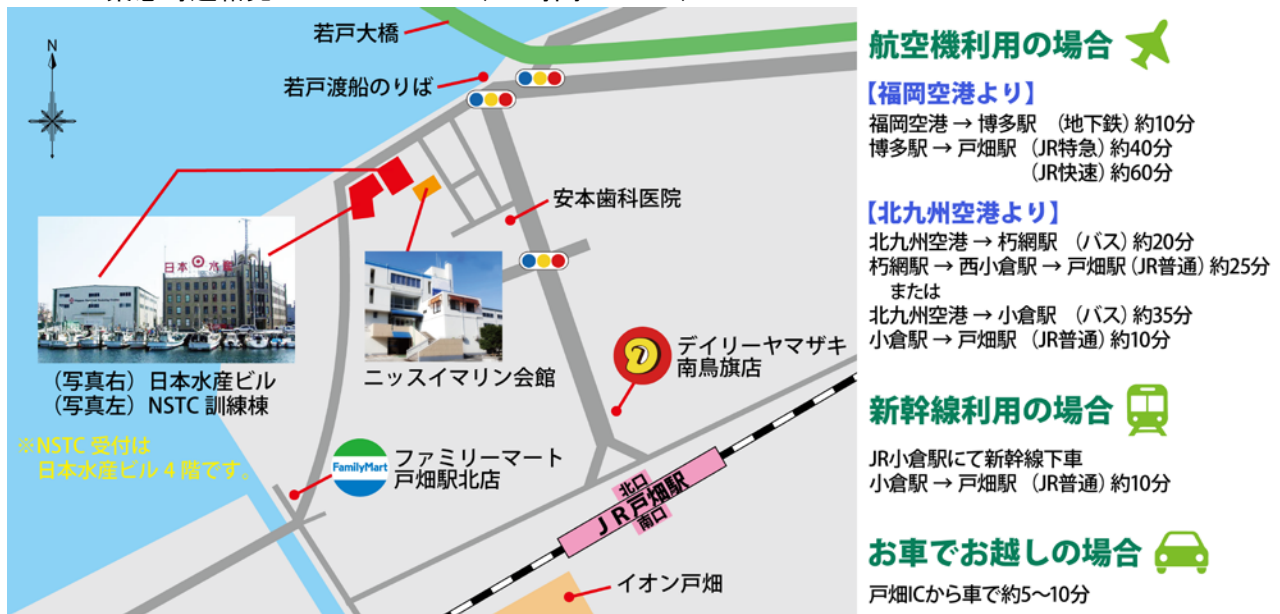 N
若戸大橋
若戸渡船のりば
安本歯科医院
日本水産
(写真右) 日本水産ビル
(写真左) NSTC 訓練棟
※NSTC 受付は
日本水産ビル 4 階です。
ニッスイマリン会館
デイリーヤマザキ
南鳥旗店
FamilyMart
ファミリーマート
戸畑駅北店
北口
JR戸畑駅
南口
イオン戸畑
航空機利用の場合
【福岡空港より】
福岡空港 → 博多駅 (地下鉄) 約10分
博多駅 → 戸畑駅 (JR特急) 約40分
(JR快速) 約60分
【北九州空港より】
北九州空港 → 朽網駅 (バス) 約20分
朽網駅 → 西小倉駅 → 戸畑駅 (JR普通) 約25分
または
北九州空港 → 小倉駅 (バス) 約35分
小倉駅 → 戸畑駅 (JR普通) 約10分
新幹線利用の場合
JR小倉駅にて新幹線下車
小倉駅 → 戸畑駅 (JR普通) 約10分
お車でお越しの場合
戸畑ICから車で約5〜10分